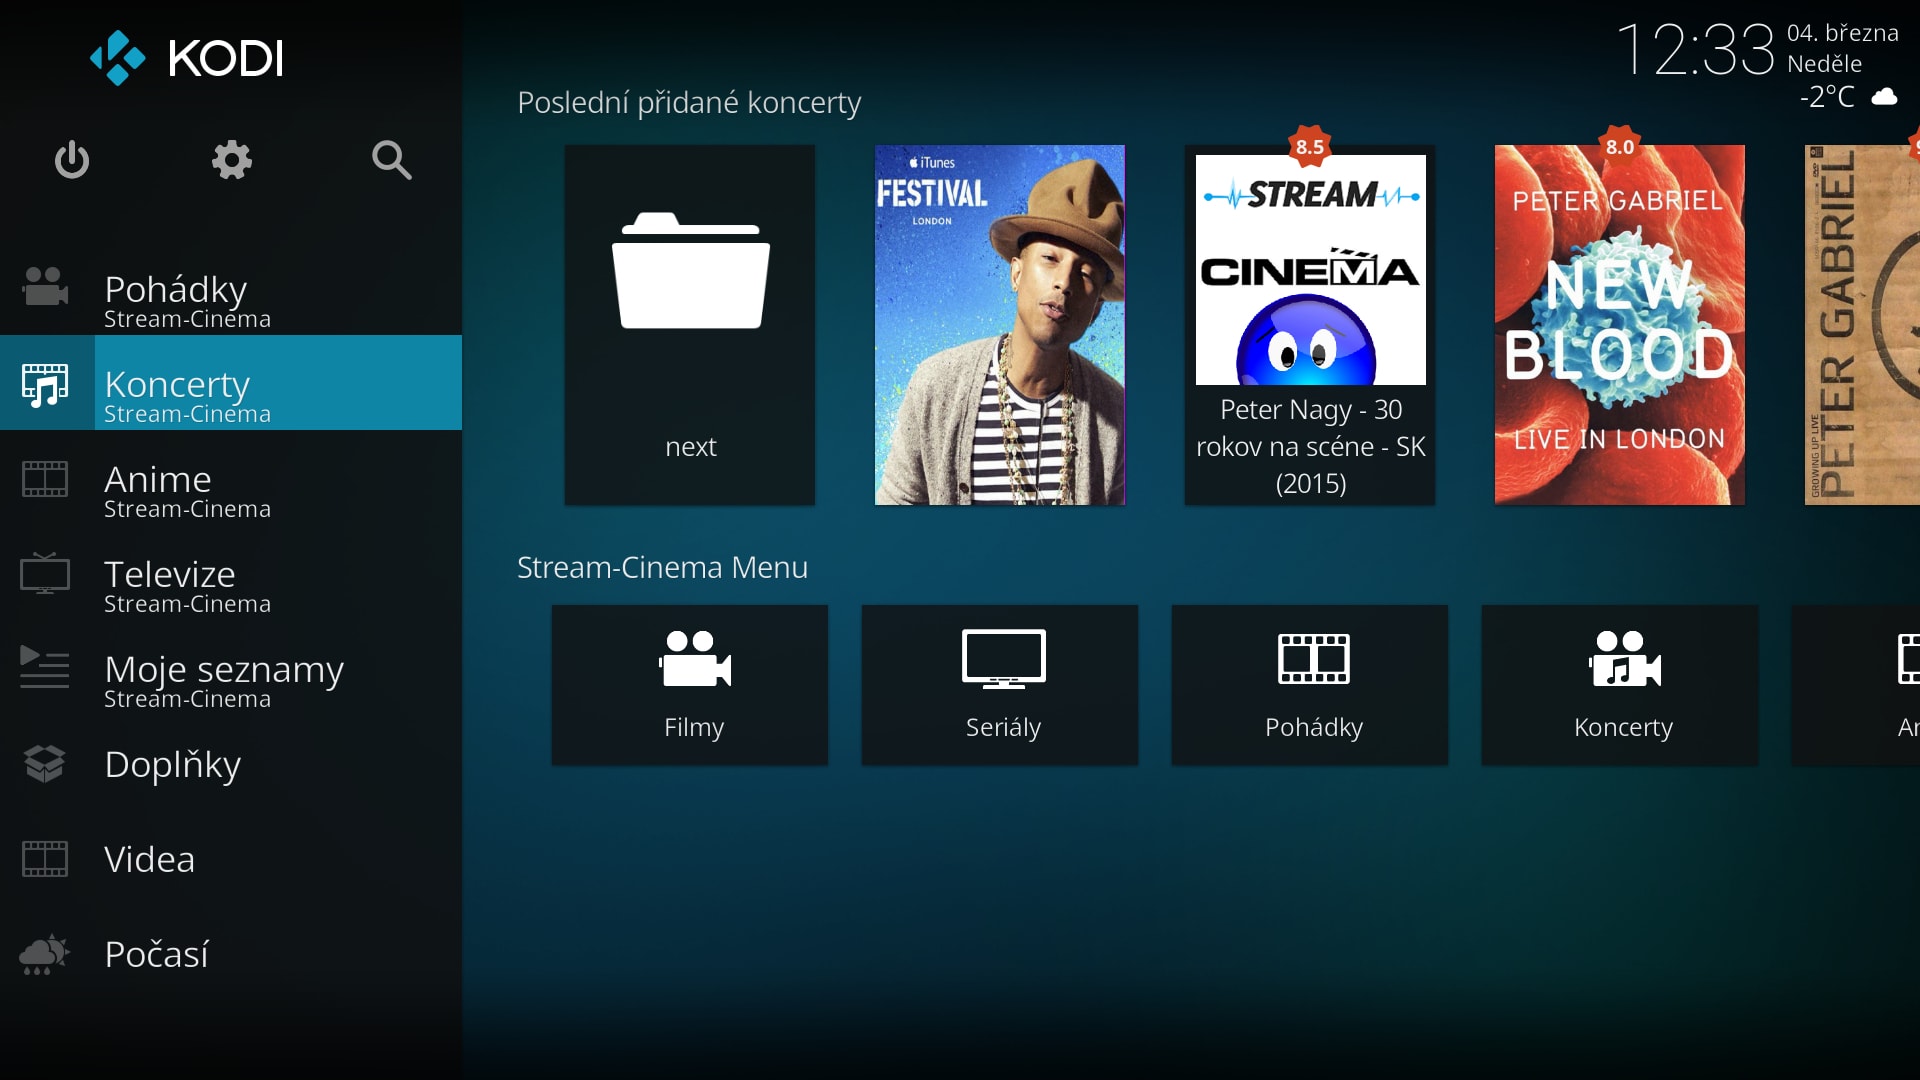 KODI
12:33
04. března
Neděle
-2°C
Pohádky
Stream-Cinema
Koncerty
Stream-Cinema
Anime
Stream-Cinema
Televize
Stream-Cinema
Moje seznamy
Stream-Cinema
Doplňky
Videa
Počasí
Poslední přidané koncerty
next
iTunes
FESTIVAL
LONDON
8.5
STREAM
CINEMA
Peter Nagy - 30
rokov na scéne - SK
(2015)
8.0
PETER GABRIEL
NEW
BLOOD
LIVE IN LONDON
PETER GABRIEL
GROWING UP LIVE
Stream-Cinema Menu
Filmy
Seriály
Pohádky
Koncerty